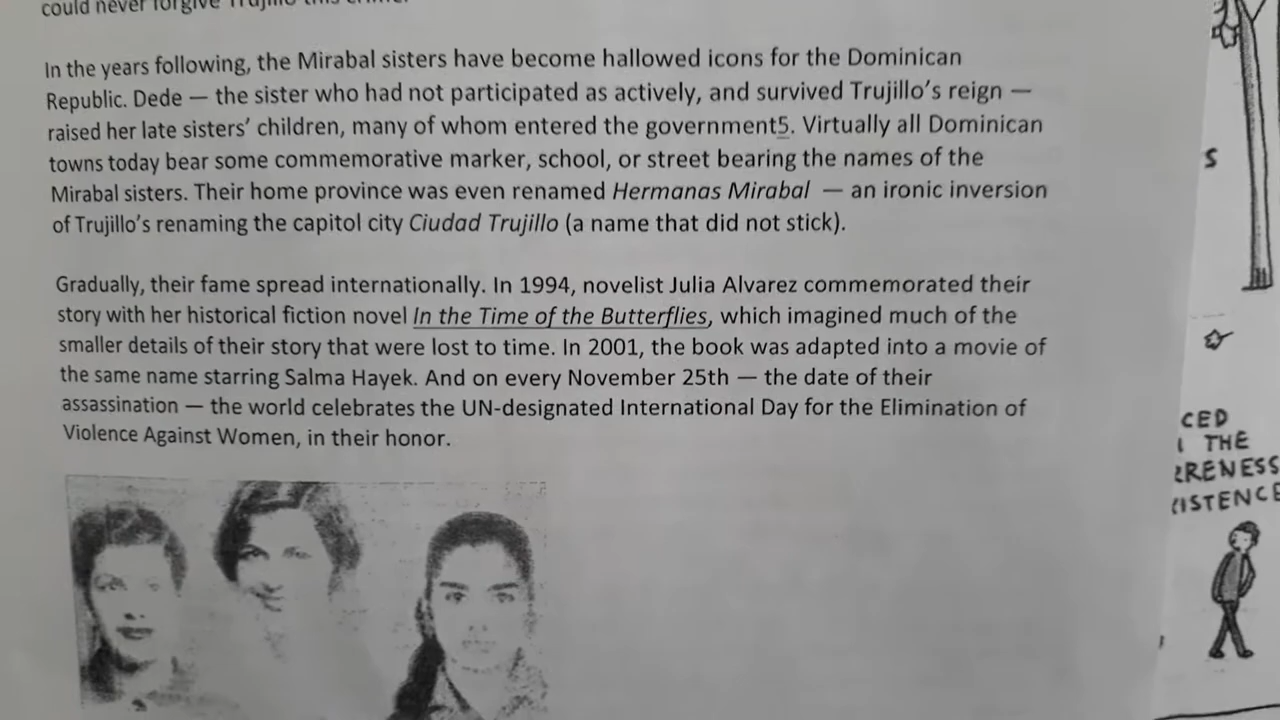 could never forgive Trujillo this crime.
In the years following, the Mirabal sisters have become hallowed icons for the Dominican
Republic. Dede — the sister who had not participated as actively, and survived Trujillo's reign —
raised her late sisters' children, many of whom entered the government5. Virtually all Dominican
towns today bear some commemorative marker, school, or street bearing the names of the
Mirabal sisters. Their home province was even renamed Hermanas Mirabal — an ironic inversion
of Trujillo's renaming the capitol city Ciudad Trujillo (a name that did not stick).
Gradually, their fame spread internationally. In 1994, novelist Julia Alvarez commemorated their
story with her historical fiction novel In the Time of the Butterflies, which imagined much of the
smaller details of their story that were lost to time. In 2001, the book was adapted into a movie of
the same name starring Salma Hayek. And on every November 25th — the date of their
assassination — the world celebrates the UN-designated International Day for the Elimination of
Violence Against Women, in their honor.
S
CED
THE
RENESS
ISTENCE